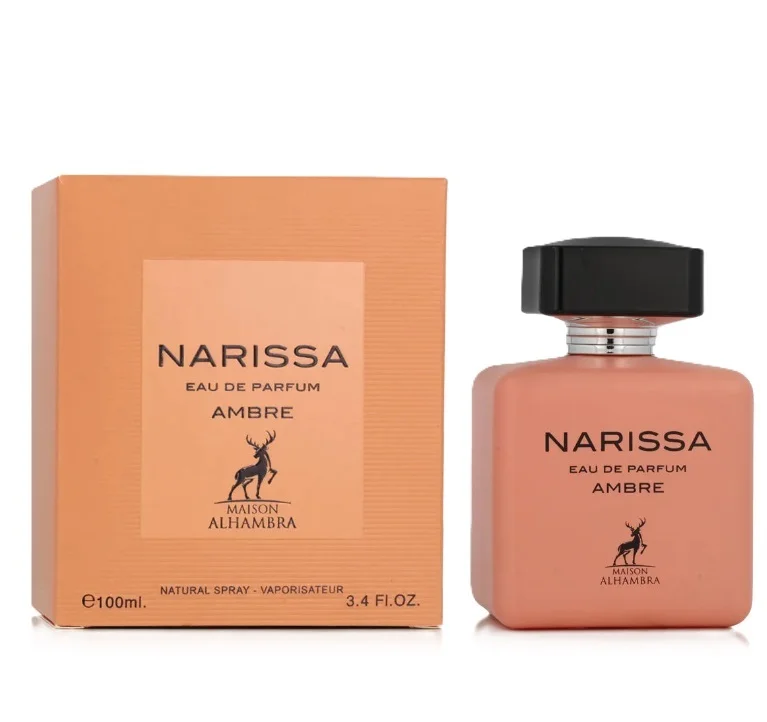 NARISSA
EAU DE PARFUM
AMBRE
MAISON
ALHAMBRA
NATURAL SPRAY - VAPORISATEUR
℮100ml.
3.4 Fl.OZ.
NARISSA
EAU DE PARFUM
AMBRE
MAISON
ALHAMBRA